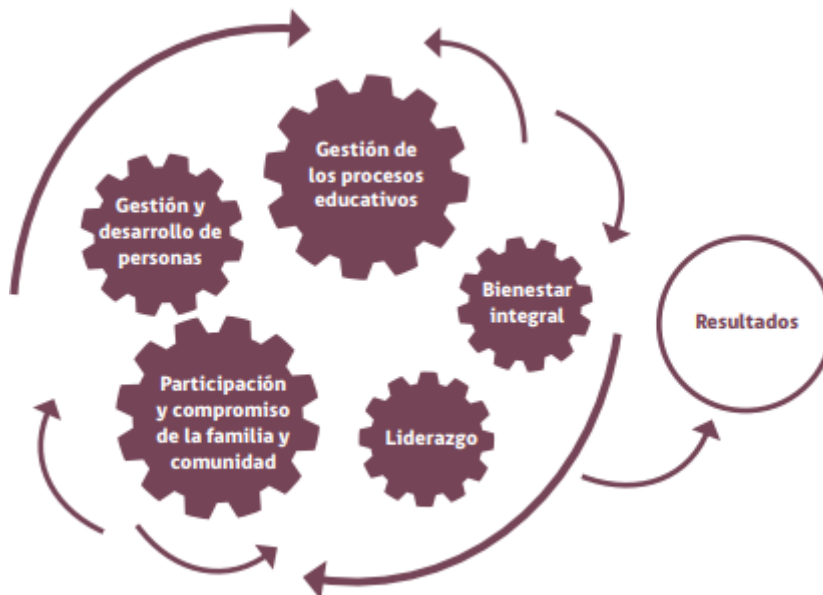 Gestión de
los procesos
educativos
Gestión y
desarrollo de
personas
Bienestar
integral
Resultados
Participación
y compromiso
de la familia y
comunidad
Liderazgo